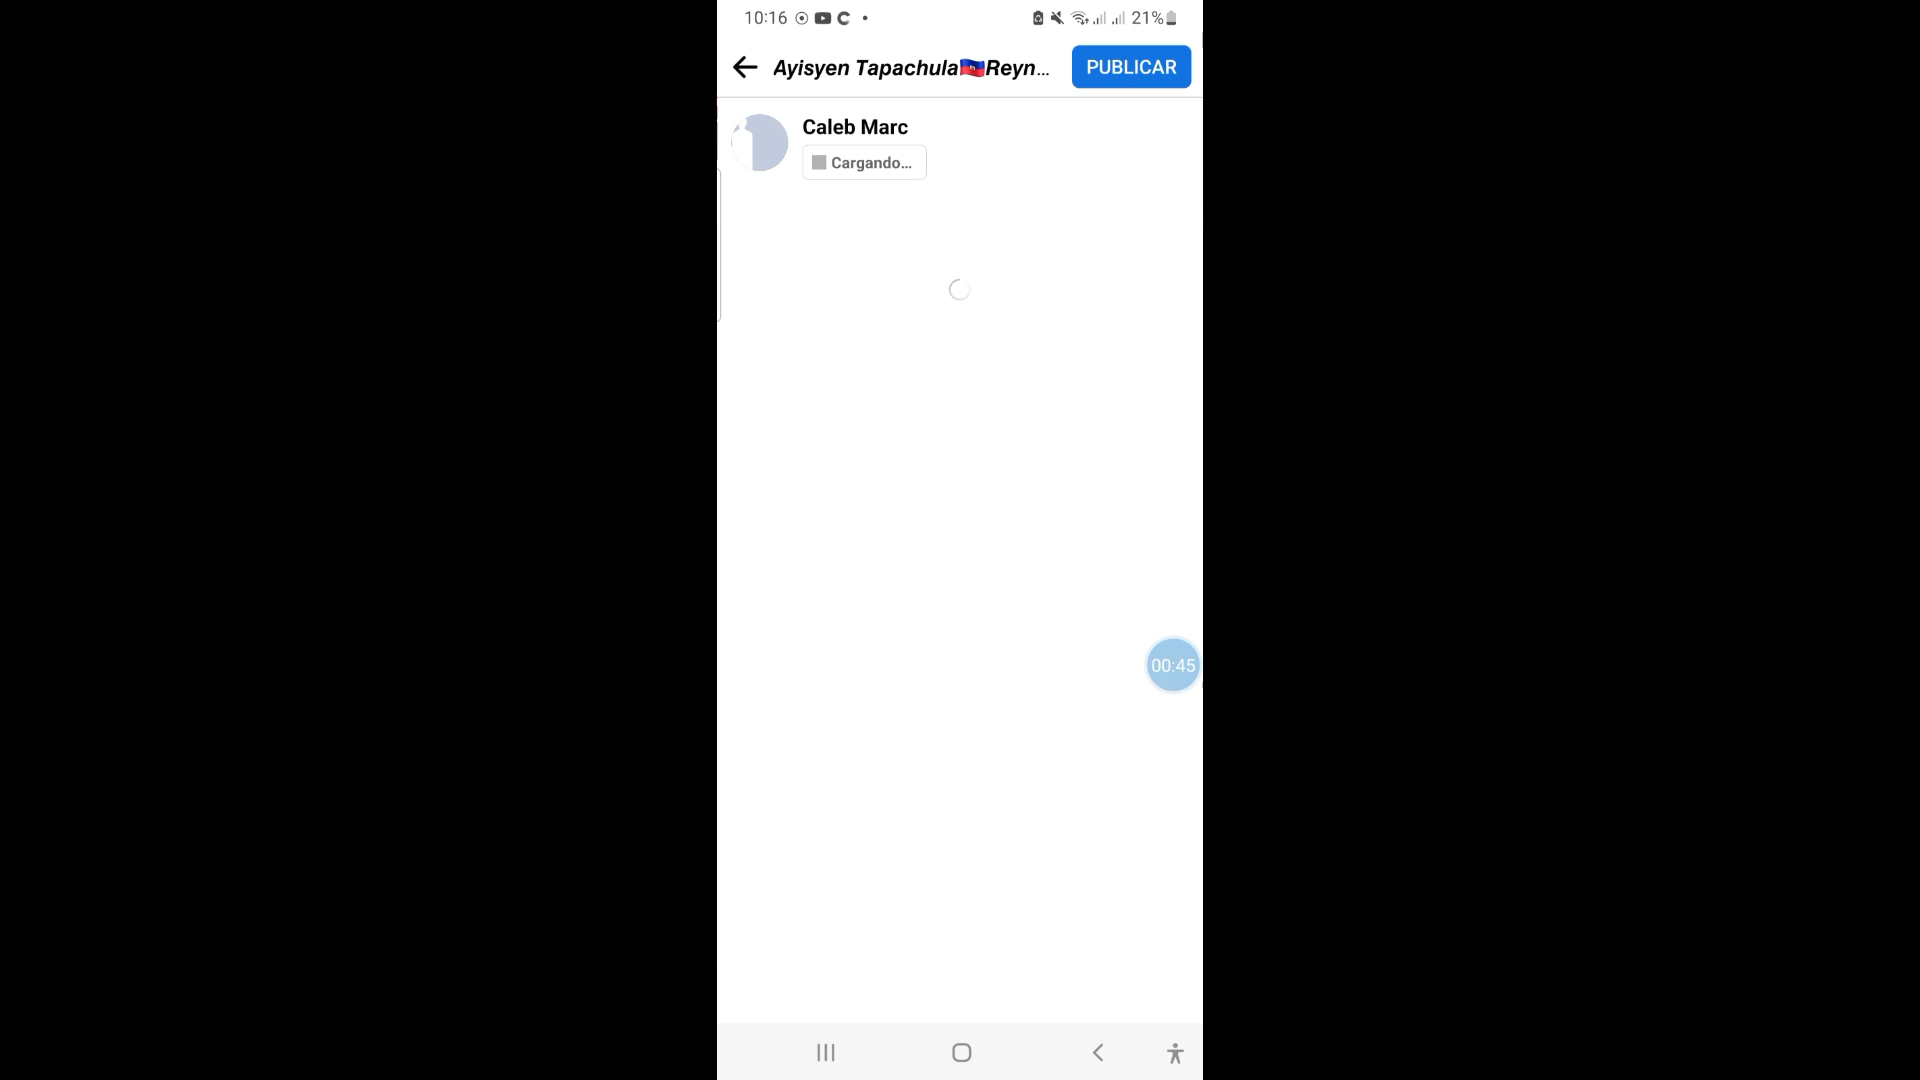 10:16
21%
Ayisyen Tapachula🇭🇹Reyn...
PUBLICAR
Caleb Marc
Cargando...
00:45